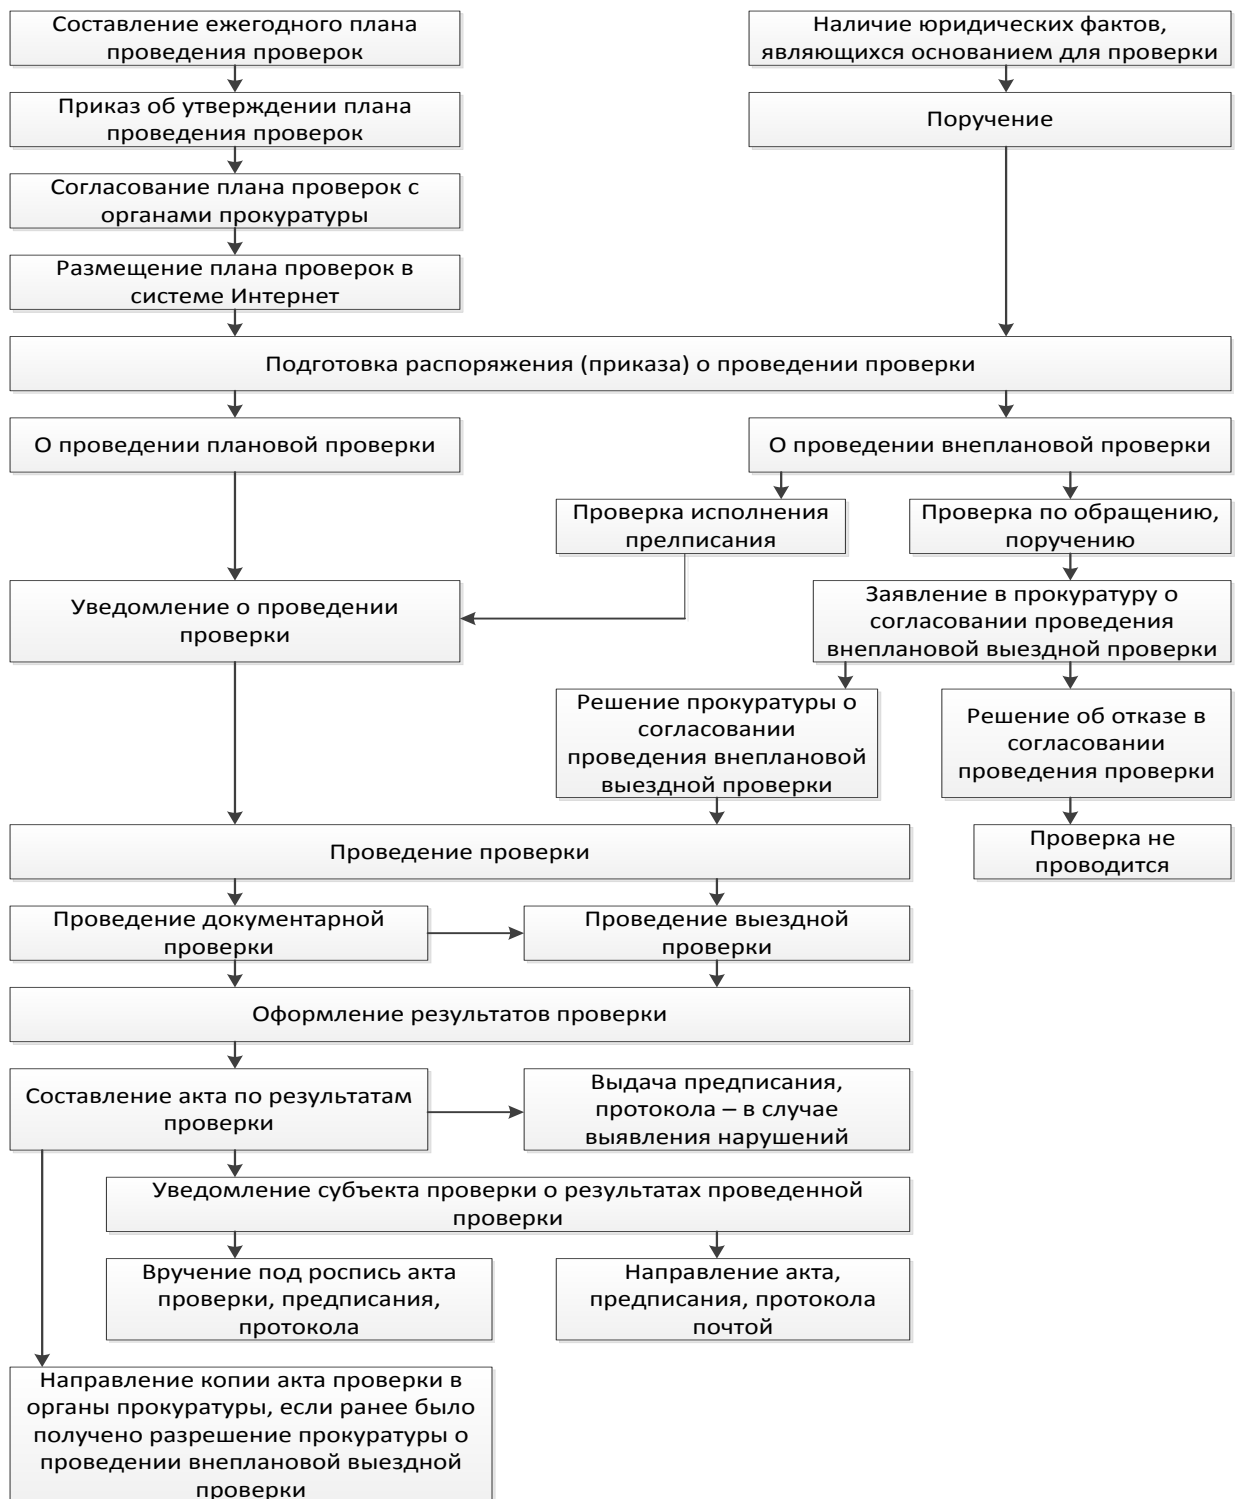 Составление ежегодного плана
проведения проверок
Наличие юридических фактов,
являющихся основанием для проверки
Приказ об утверждении плана
проведения проверок
Поручение
Согласование плана проверок с
органами прокуратуры
Размещение плана проверок в
системе Интернет
Подготовка распоряжения (приказа) о проведении проверки
О проведении плановой проверки
О проведении внеплановой проверки
Проверка исполнения
прелписания
Проверка по обращению,
поручению
Уведомление о проведении
проверки
Заявление в прокуратуру о
согласовании проведения
внеплановой выездной проверки
Решение прокуратуры о
согласовании
проведения внеплановой
выездной проверки
Решение об отказе в
согласовании
проведения проверки
Проведение проверки
Проверка не
проводится
Проведение документарной
проверки
Проведение выездной
проверки
Оформление результатов проверки
Составление акта по результатам
проверки
Выдача предписания,
протокола – в случае
выявления нарушений
Уведомление субъекта проверки о результатах проведенной
проверки
Вручение под роспись акта
проверки, предписания,
протокола
Направление акта,
предписания, протокола
почтой
Направление копии акта проверки в
органы прокуратуры, если ранее было
получено разрешение прокуратуры о
проведении внеплановой выездной
проверки